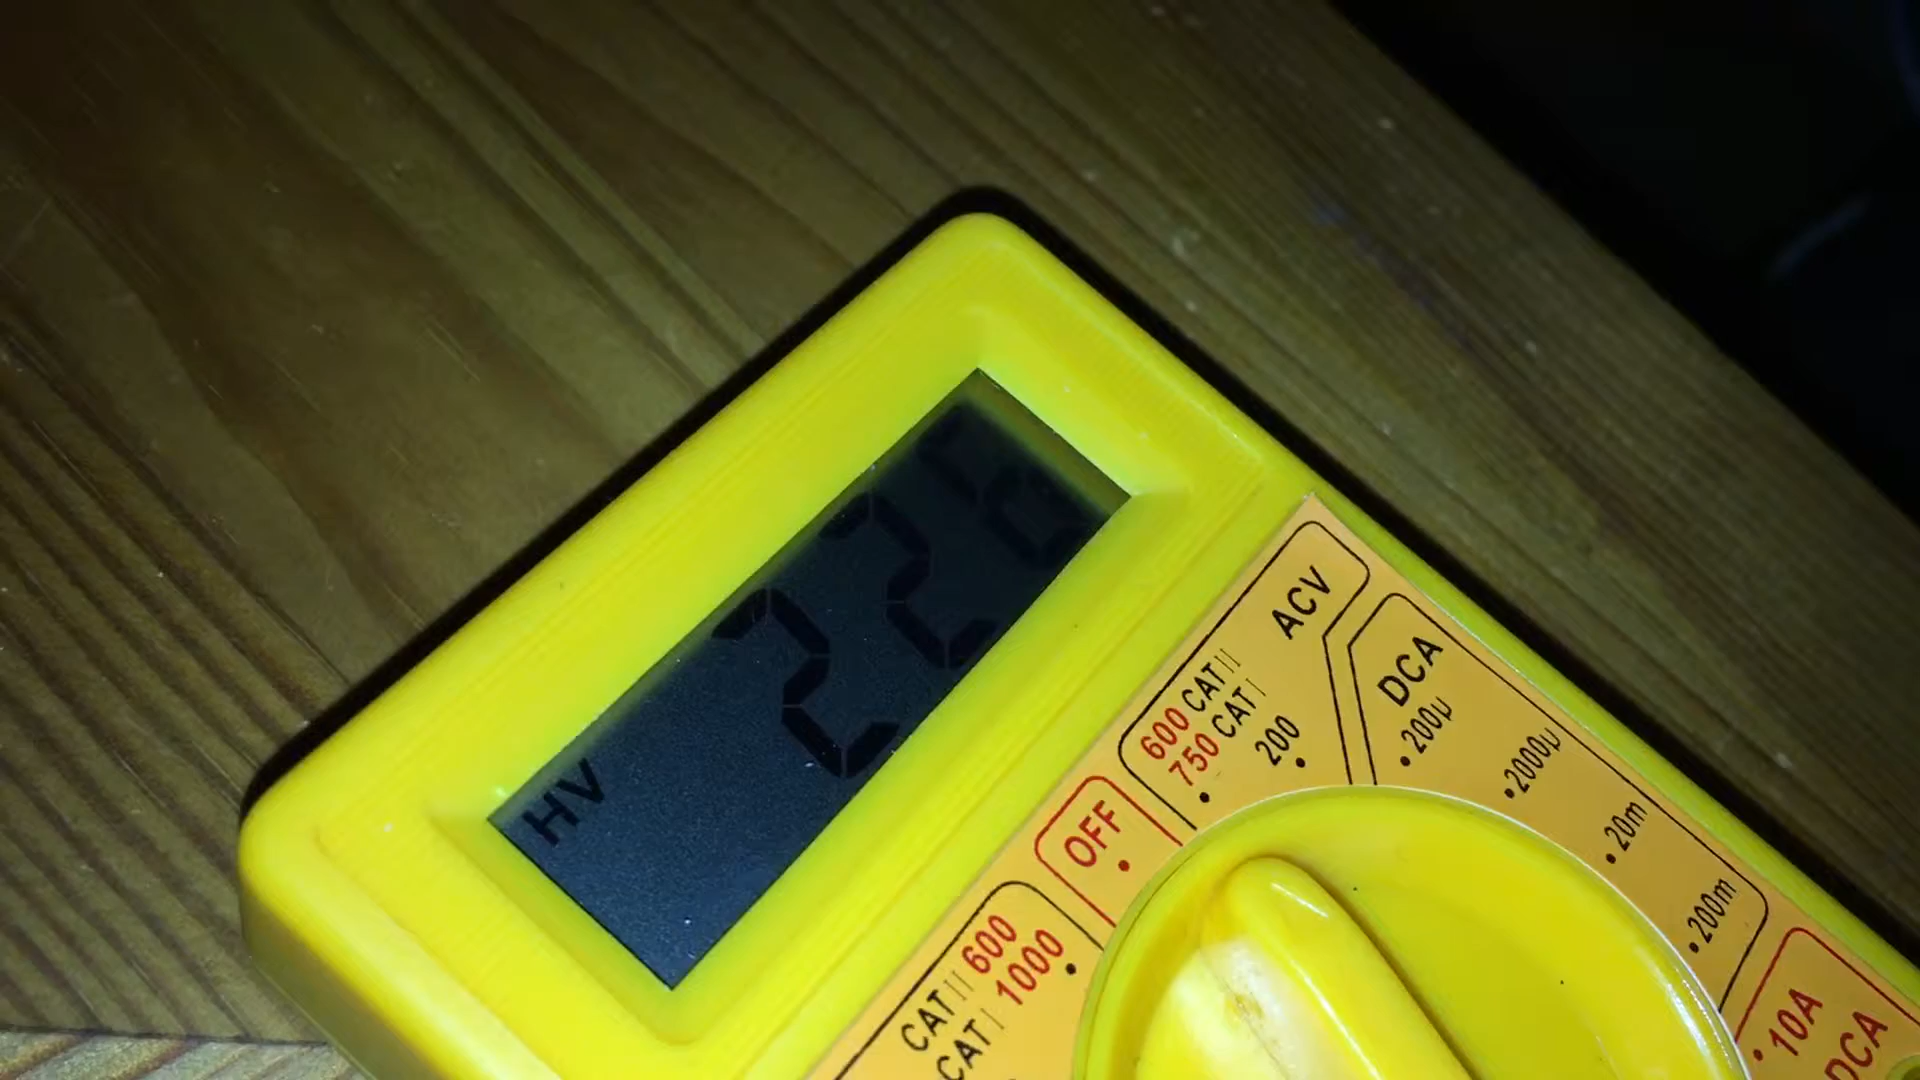 HV
22
ACV
600 CAT II
750 CAT I
200
OFF
CAT II 600
CAT I 1000
DCA
200µ
2000µ
20m
200m
10A
DCA